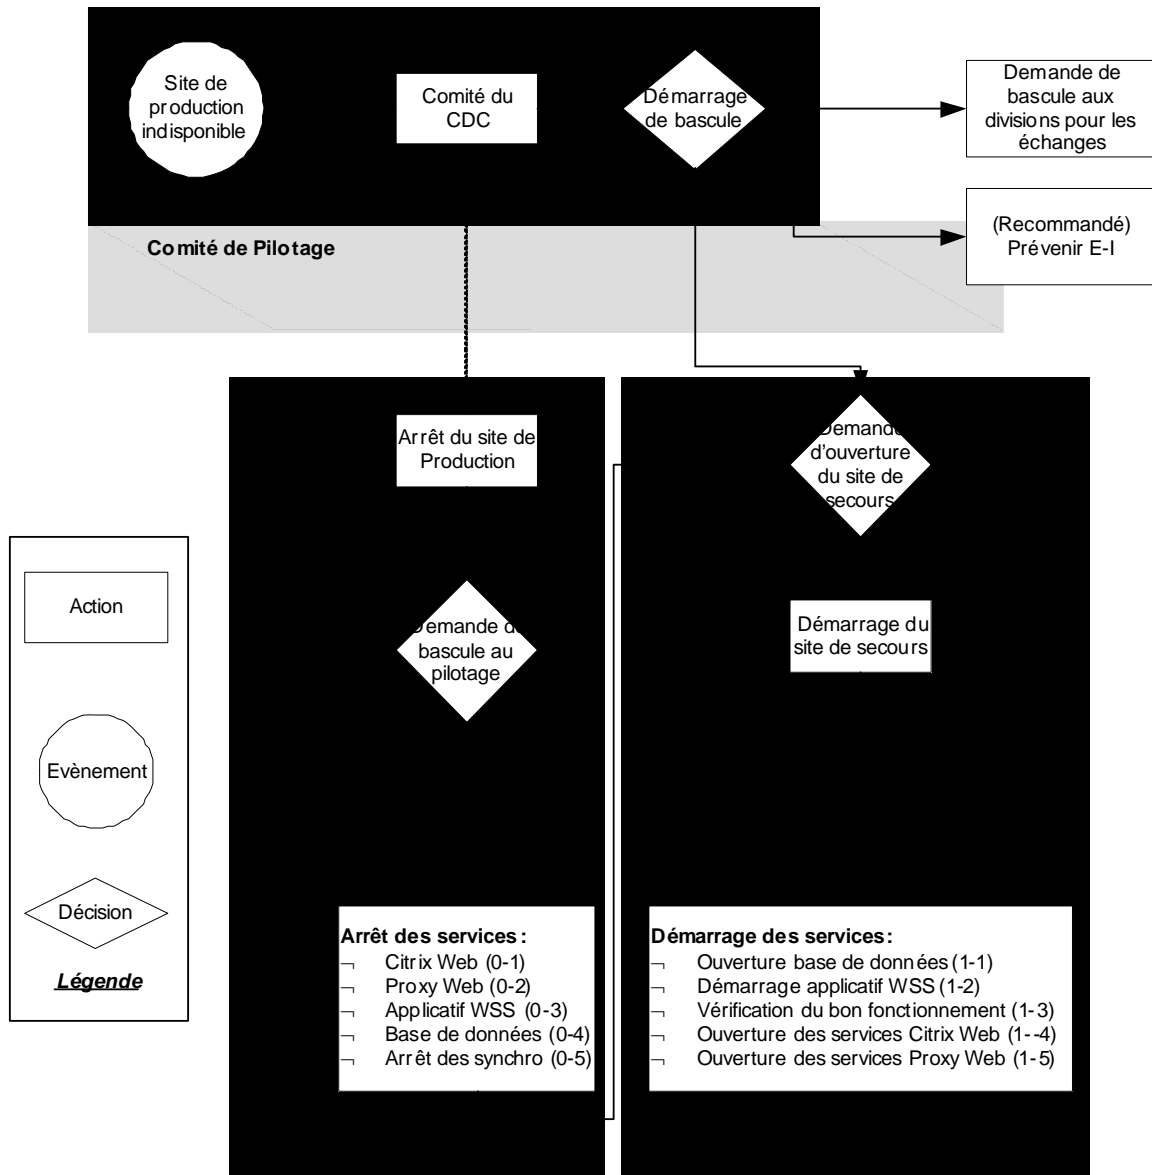 Site de
production
indisponible
Comité du
CDC
Démarrage
de bascule
Demande de
bascule aux
divisions pour les
échanges
(Recommandé)
Prévenir E-I
Comité de Pilotage
Arrêt du site de
Production
Demande
d'ouverture
du site de
secours
Demande de
bascule au
pilotage
Démarrage du
site de secours
Action
Evènement
Décision
Légende
Arrêt des services :
¬ Citrix Web (0-1)
¬ Proxy Web (0-2)
¬ Applicatif WSS (0-3)
¬ Base de données (0-4)
¬ Arrêt des synchro (0-5)
Démarrage des services :
¬ Ouverture base de données (1-1)
¬ Démarrage applicatif WSS (1-2)
¬ Vérification du bon fonctionnement (1-3)
¬ Ouverture des services Citrix Web (1--4)
¬ Ouverture des services Proxy Web (1-5)